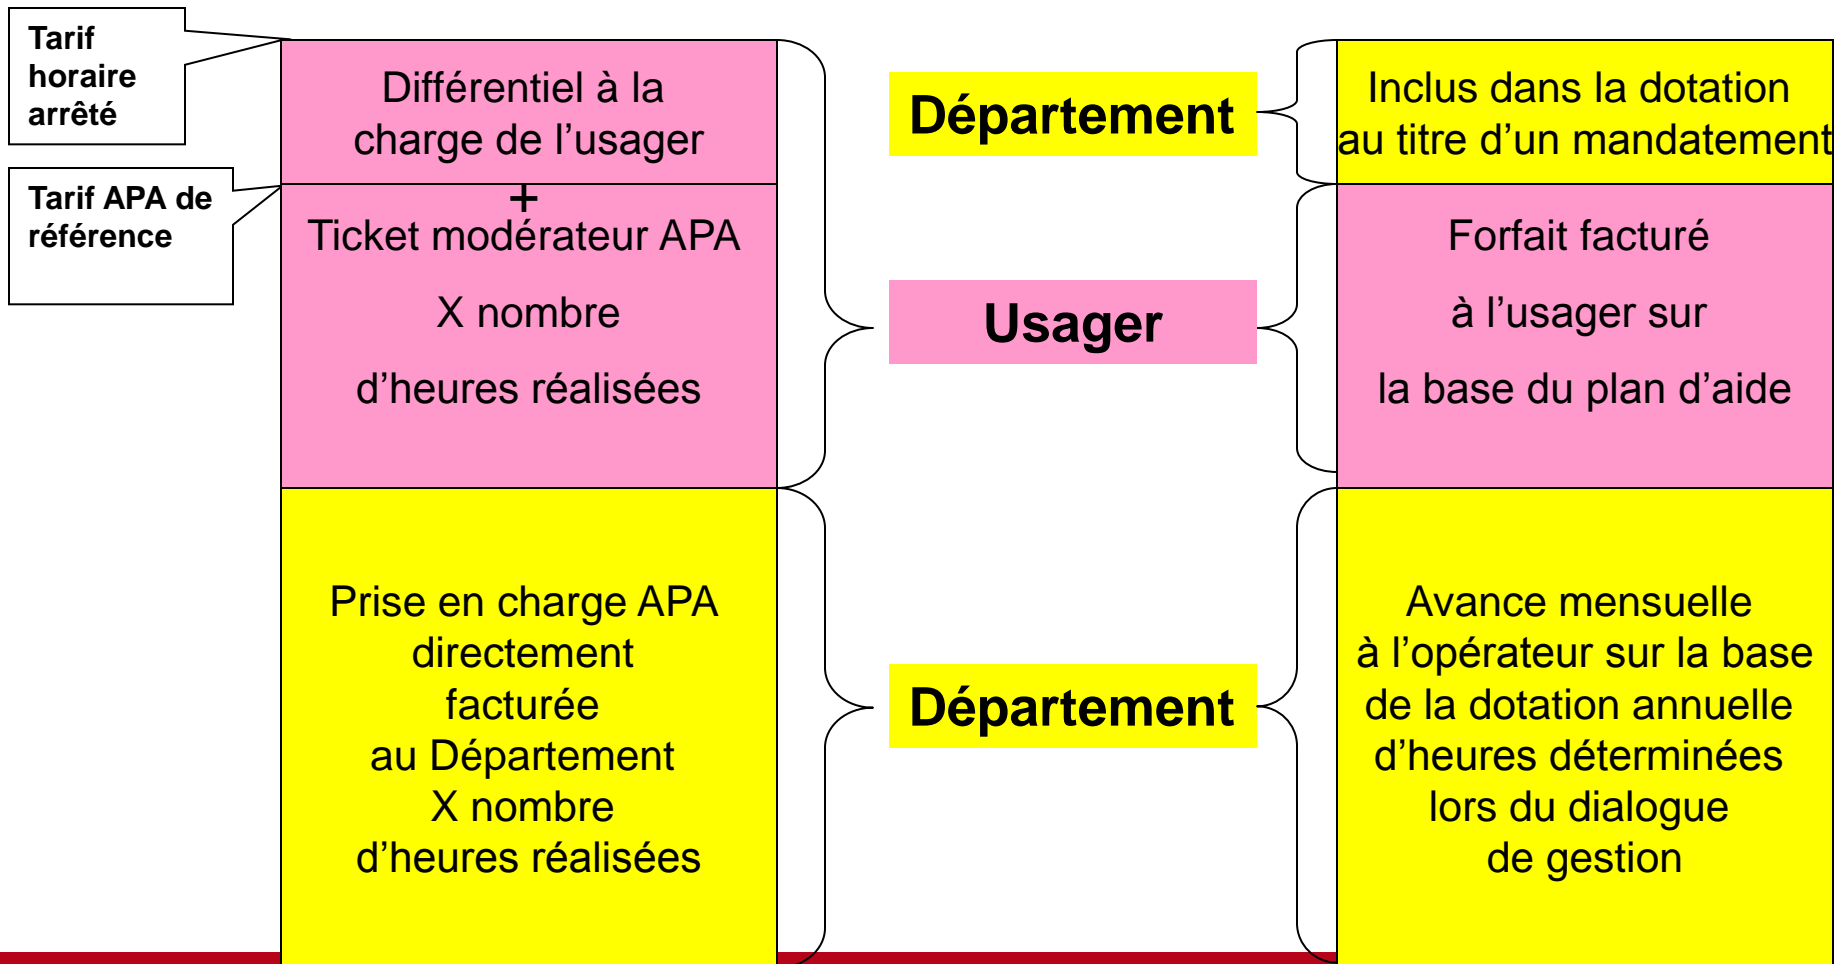 Tarif
horaire
arrêté
Tarif APA de
référence
Différentiel à la
charge de l’usager
+
Ticket modérateur APA
X nombre
d’heures réalisées
Prise en charge APA
directement
facturée
au Département
X nombre
d’heures réalisées
Département
Usager
Département
Inclus dans la dotation
au titre d’un mandatement
Forfait facturé
à l’usager sur
la base du plan d’aide
Avance mensuelle
à l’opérateur sur la base
de la dotation annuelle
d’heures déterminées
lors du dialogue
de gestion